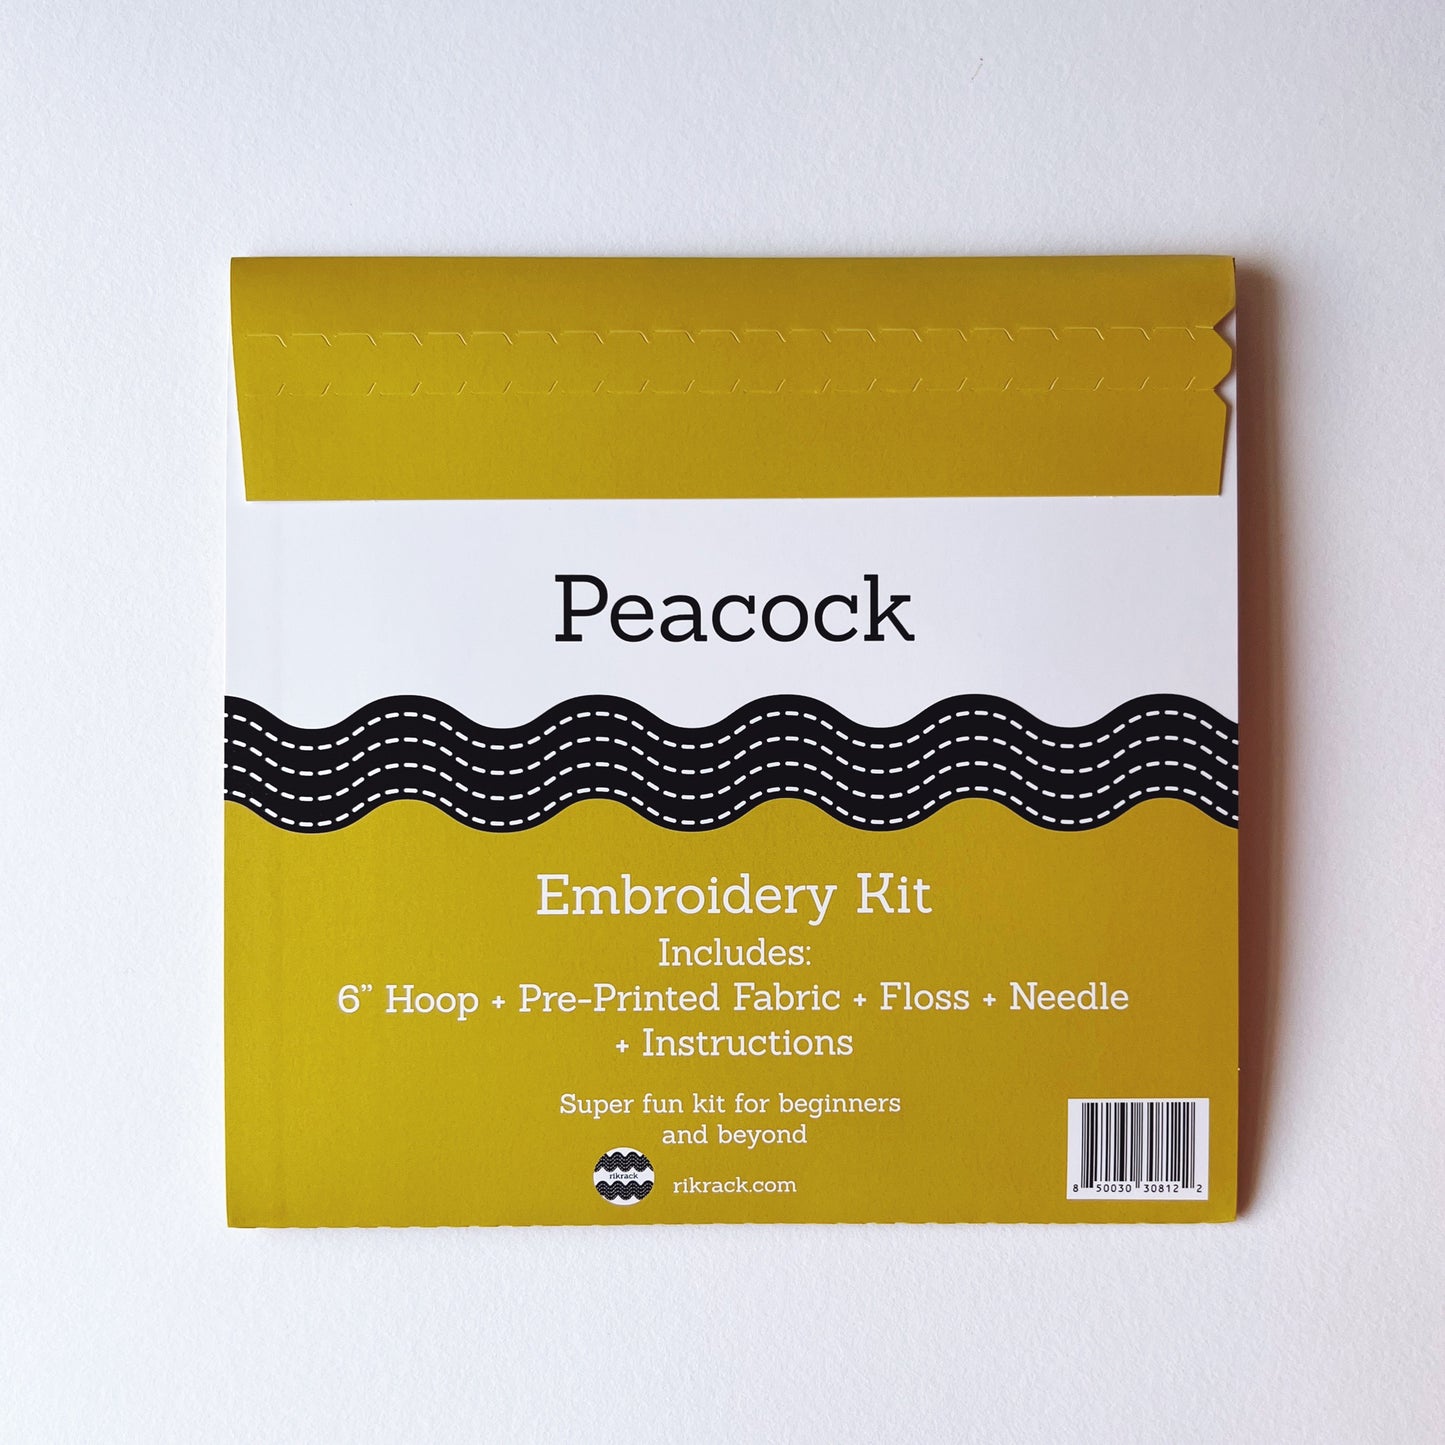 Peacock
Embroidery Kit
Includes:
6” Hoop + Pre-Printed Fabric + Floss + Needle
+ Instructions
Super fun kit for beginners
and beyond
rikrack
rikrack.com
8 50030 30812 2